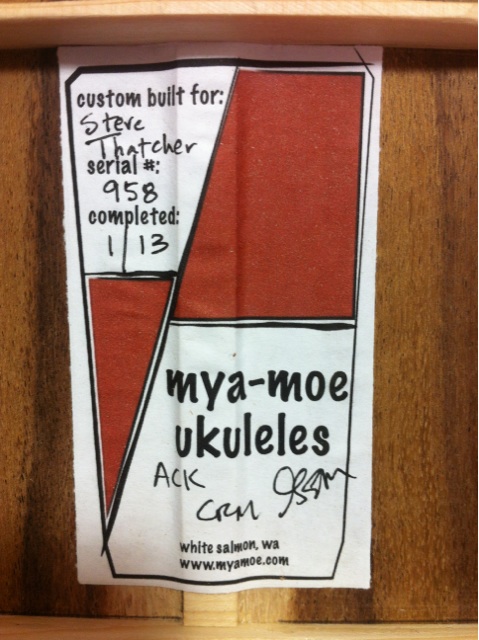 custom built for:
Steve
Thatcher
serial #:
958
completed:
1/13
mya-moe
ukuleles
ACK
CRM
white salmon, wa
www.myamoe.com